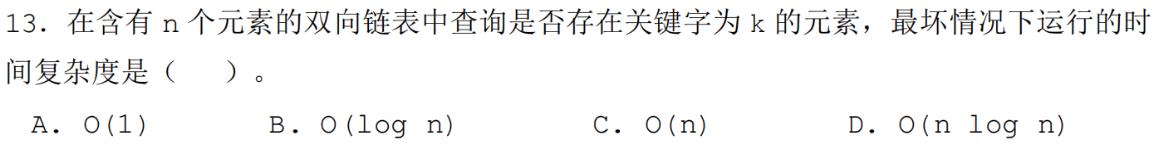 13. 在含有 n 个元素的双向链表中查询是否存在关键字为 k 的元素，最坏情况下运行的时
间复杂度是（  ）。
A. O(1)  B. O(log n)  C. O(n)  D. O(n log n)